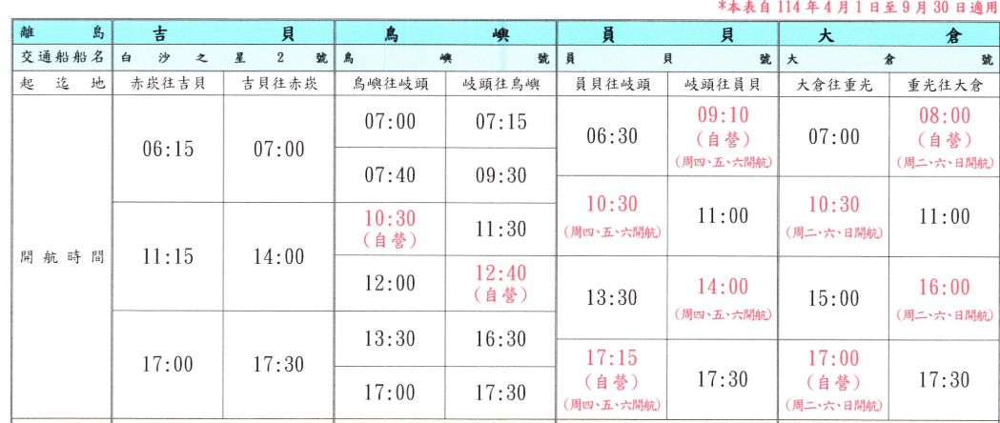 *本表自 114 年 4 月 1 日至 9 月 30 日適用
離島 吉貝 鳥嶼 員貝 大倉
交通船船名 白沙之星2號 鳥嶼號 員貝號 大倉號
起迄地 赤崁往吉貝 吉貝往赤崁 鳥嶼往岐頭 岐頭往鳥嶼 員貝往岐頭 岐頭往員貝 大倉往重光 重光往大倉
開航時間
06:15 07:00
11:15 14:00
17:00 17:30
07:00 07:15
07:40 09:30
10:30 11:30
(自營)
12:00 12:40
(自營)
13:30 16:30
17:00 17:30
06:30 09:10
(自營)
(周四、五、六開航)
10:30 11:00
(周四、五、六開航)
13:30 14:00
(周四、五、六開航)
17:15 17:30
(自營)
(周四、五、六開航)
07:00 08:00
(自營)
(周二、六、日開航)
10:30 11:00
(周二、六、日開航)
15:00 16:00
(周二、六、日開航)
17:00 17:30
(自營)
(周二、六、日開航)